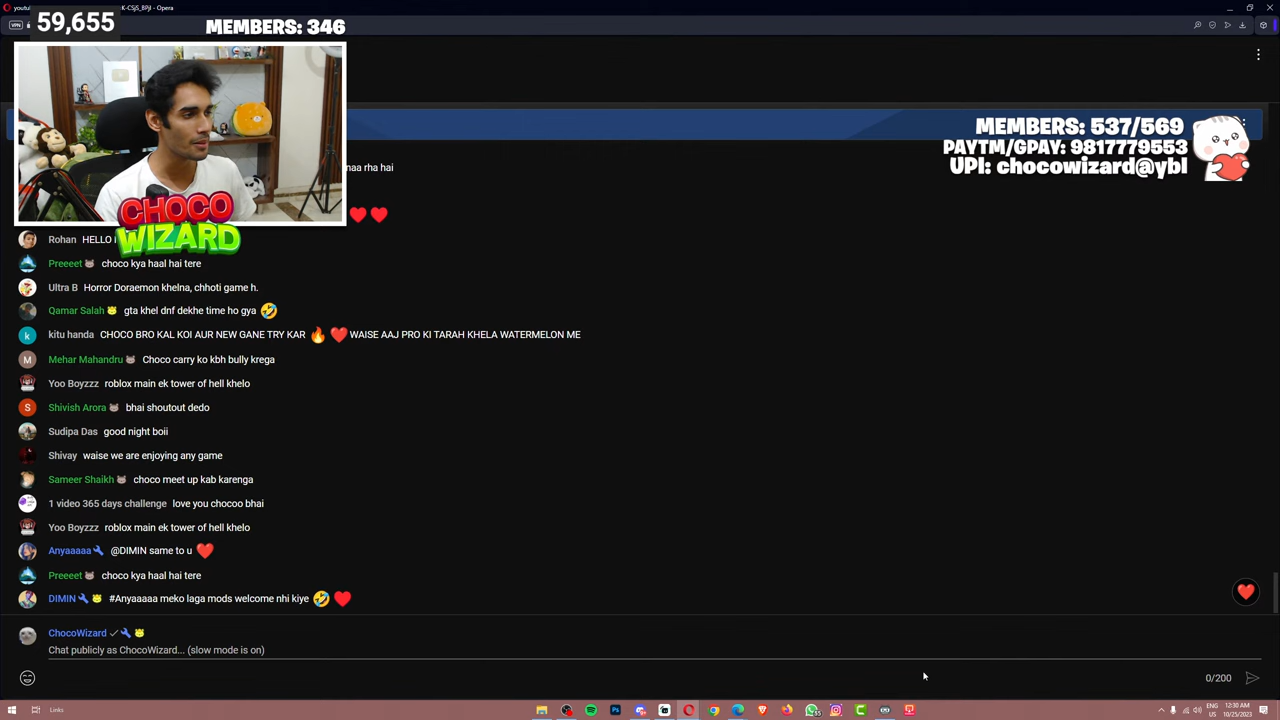 K-CSjS_8PjI - Opera
59,655
MEMBERS: 346
VPN
MEMBERS: 537/569
PAYTM/GPAY: 9817779553
UPI: chocowizard@ybl
CHOCO
WIZARD
naa rha hai
Rohan HELLO
Preeeet choco kya haal hai tere
Ultra B Horror Doraemon khelna, chhoti game h.
Qamar Salah gta khel dnf dekhe time ho gya 🤣
kitu handa CHOCO BRO KAL KOI AUR NEW GANE TRY KAR 🔥 ❤️ WAISE AAJ PRO KI TARAH KHELA WATERMELON ME
Mehar Mahandru Choco carry ko kbh bully krega
Yoo Boyzzz roblox main ek tower of hell khelo
Shivish Arora bhai shoutout dedo
Sudipa Das good night boii
Shivay waise we are enjoying any game
Sameer Shaikh choco meet up kab karenga
1 video 365 days challenge love you chocoo bhai
Yoo Boyzzz roblox main ek tower of hell khelo
Anyaaaaa @DIMIN same to u ❤️
Preeeet choco kya haal hai tere
DIMIN #Anyaaaaa meko laga mods welcome nhi kiye 🤣 ❤️
ChocoWizard
Chat publicly as ChocoWizard... (slow mode is on)
0/200
Links
ENG
US
12:30 AM
10/25/2023